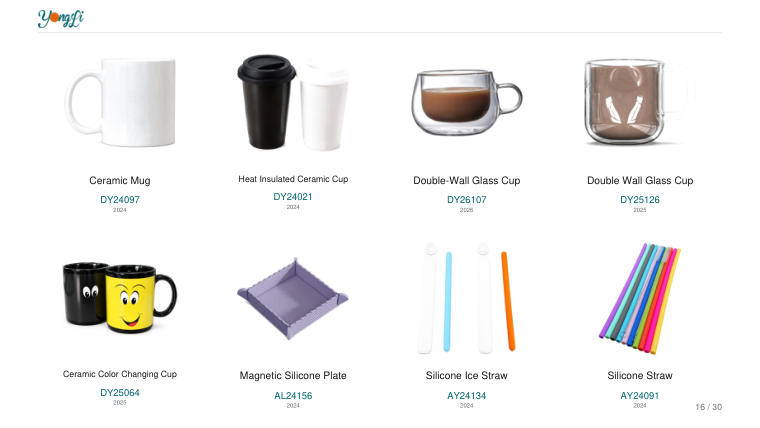 YongLi
Ceramic Mug
DY24097
2024
Heat Insulated Ceramic Cup
DY24021
2024
Double-Wall Glass Cup
DY26107
2026
Double Wall Glass Cup
DY25126
2025
Ceramic Color Changing Cup
DY25064
2025
Magnetic Silicone Plate
AL24156
2024
Silicone Ice Straw
AY24134
2024
Silicone Straw
AY24091
2024
16 / 30